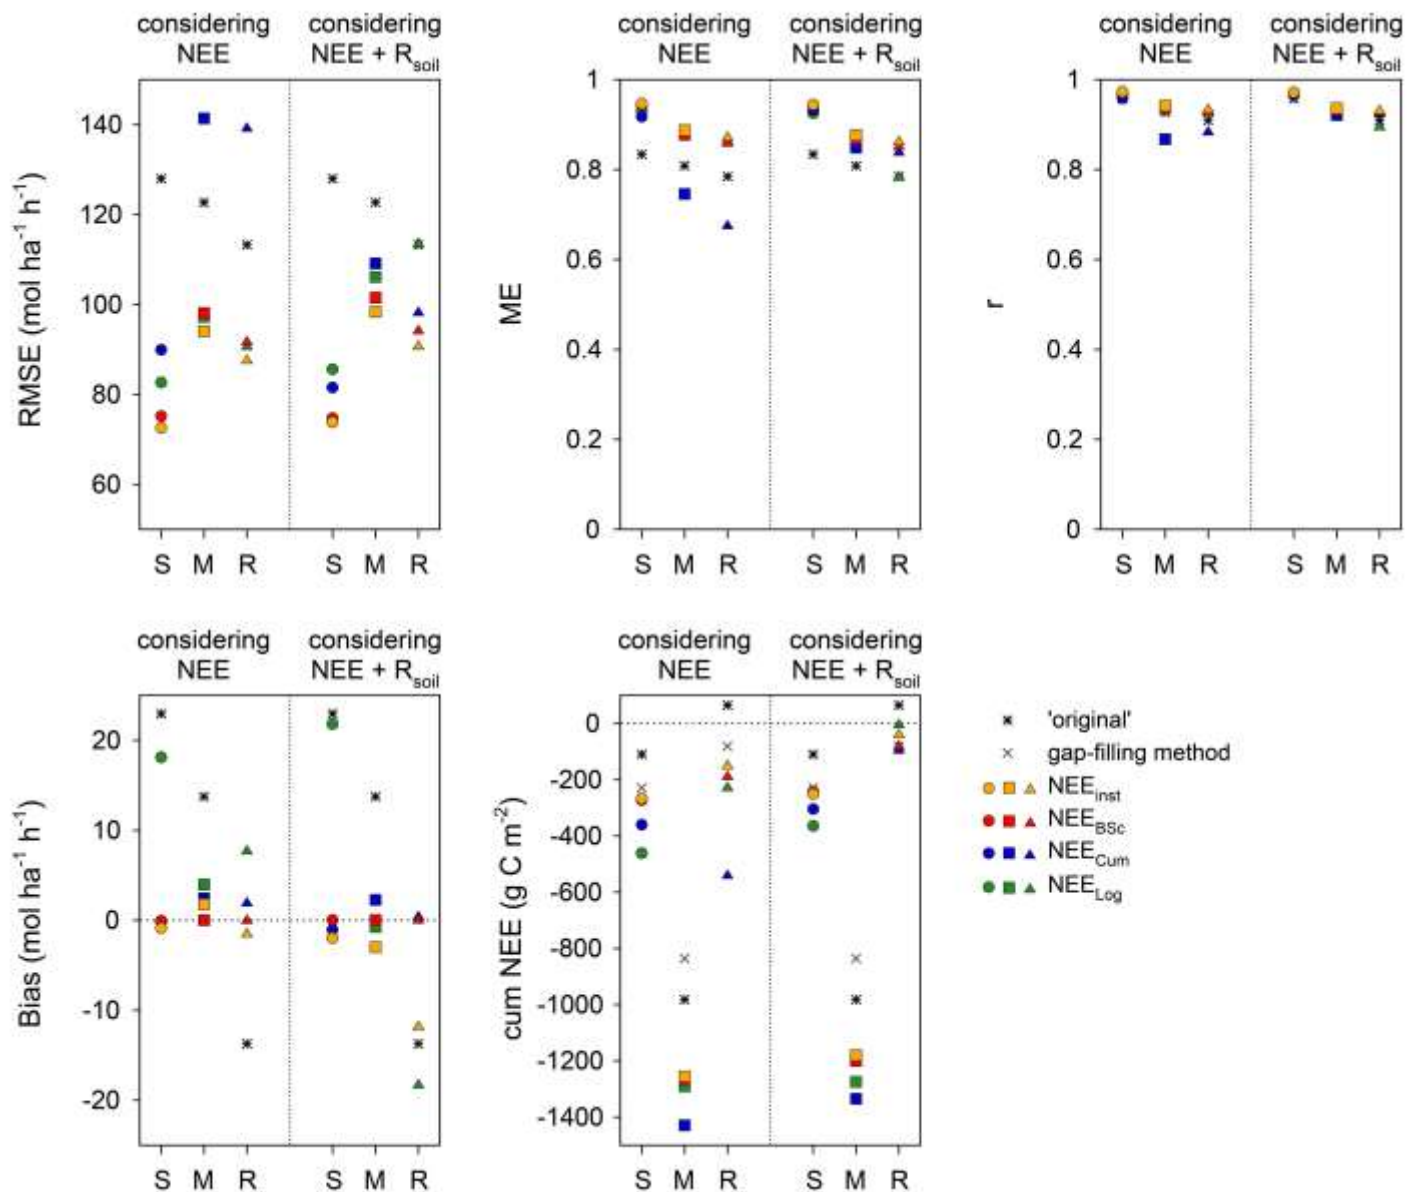 considering NEE
considering NEE + Rsoil
RMSE (mol ha-1 h-1)
140
120
100
80
60
S M R S M R
considering NEE
considering NEE + Rsoil
ME
1
0.8
0.6
0.4
0.2
0
S M R S M R
considering NEE
considering NEE + Rsoil
r
1
0.8
0.6
0.4
0.2
0
S M R S M R
considering NEE
considering NEE + Rsoil
Bias (mol ha-1 h-1)
20
10
0
-10
-20
S M R S M R
considering NEE
considering NEE + Rsoil
cum NEE (g C m-2)
0
-200
-400
-600
-800
-1000
-1200
-1400
S M R S M R
'original'
gap-filling method
NEEinst
NEEBSc
NEECum
NEELog